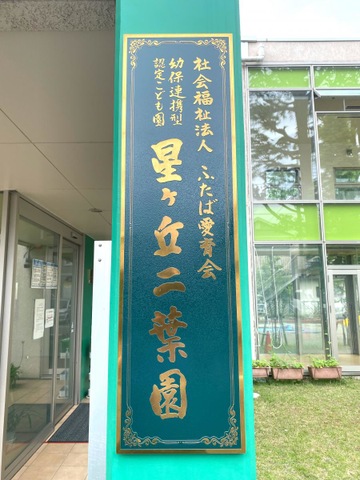 社会福祉法人 ふたば愛育会
幼保連携型
認定こども園
星ヶ丘二葉園